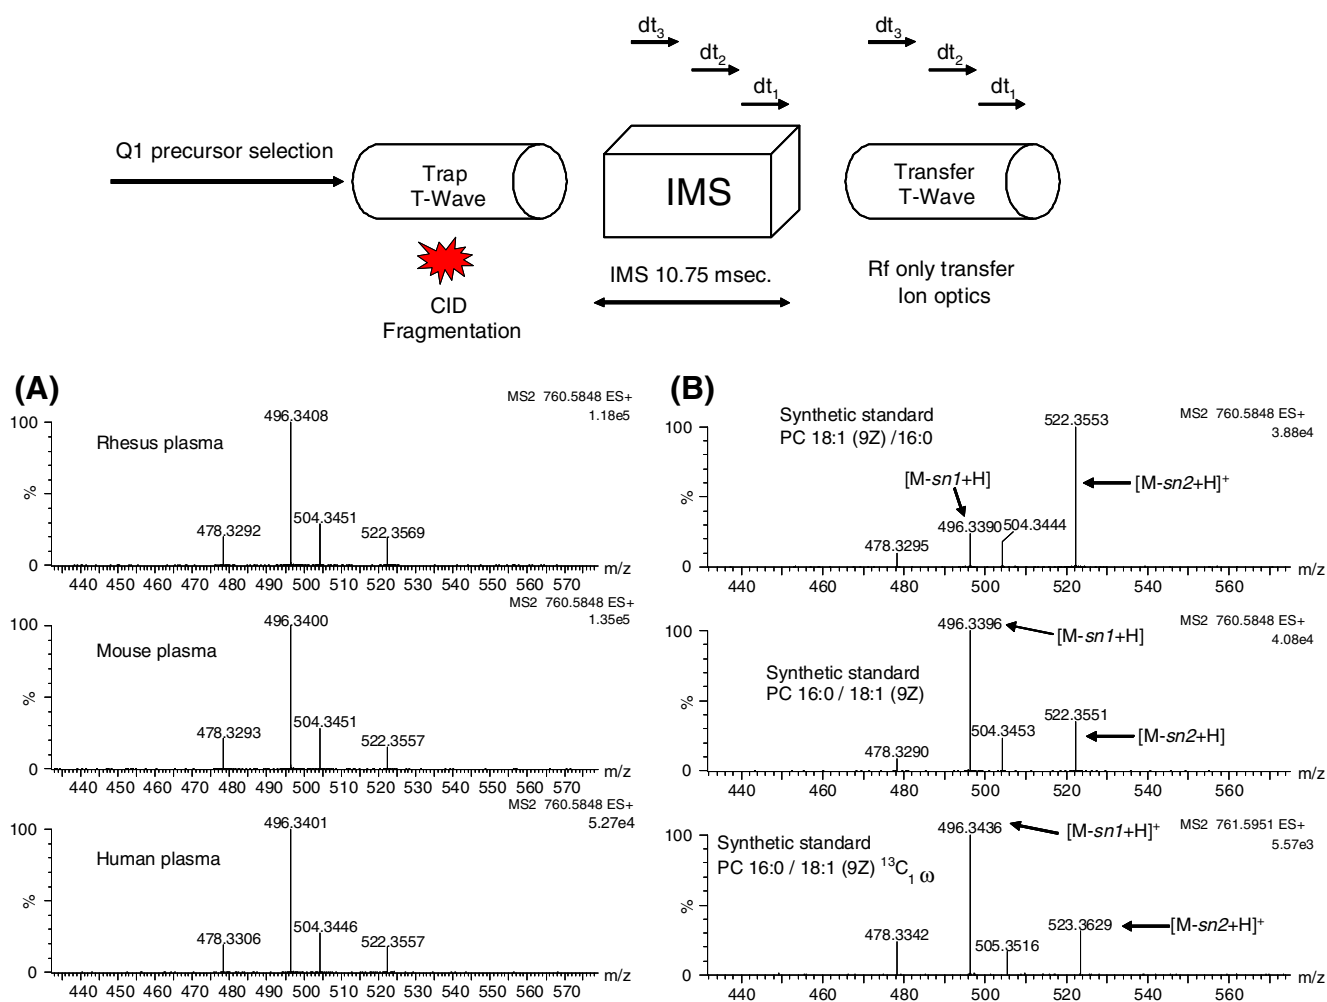 dt3
dt2
dt1
dt3
dt2
dt1
Q1 precursor selection
Trap
T-Wave
IMS
Transfer
T-Wave
CID
Fragmentation
IMS 10.75 msec.
Rf only transfer
Ion optics
(A)
MS2 760.5848 ES+
1.18e5
100
%
0
Rhesus plasma
496.3408
478.3292
504.3451
522.3569
440 450 460 470 480 490 500 510 520 530 540 550 560 570
m/z
MS2 760.5848 ES+
1.35e5
100
%
0
Mouse plasma
496.3400
478.3293
504.3451
522.3557
440 450 460 470 480 490 500 510 520 530 540 550 560 570
m/z
MS2 760.5848 ES+
5.27e4
100
%
0
Human plasma
496.3401
478.3306
504.3446
522.3557
440 450 460 470 480 490 500 510 520 530 540 550 560 570
m/z
(B)
MS2 760.5848 ES+
3.88e4
100
%
0
Synthetic standard
PC 18:1 (9Z) /16:0
522.3553
[M-sn1+H]
[M-sn2+H]+
496.3390
504.3444
478.3295
440 460 480 500 520 540 560
m/z
MS2 760.5848 ES+
4.08e4
100
%
0
496.3396
[M-sn1+H]
Synthetic standard
PC 16:0 / 18:1 (9Z)
522.3551
504.3453
[M-sn2+H]
478.3290
440 460 480 500 520 540 560
m/z
MS2 761.5951 ES+
5.57e3
100
%
0
496.3436
[M-sn1+H]+
Synthetic standard
PC 16:0 / 18:1 (9Z) 13C1 ω
523.3629
[M-sn2+H]+
478.3342
505.3516
440 460 480 500 520 540 560
m/z